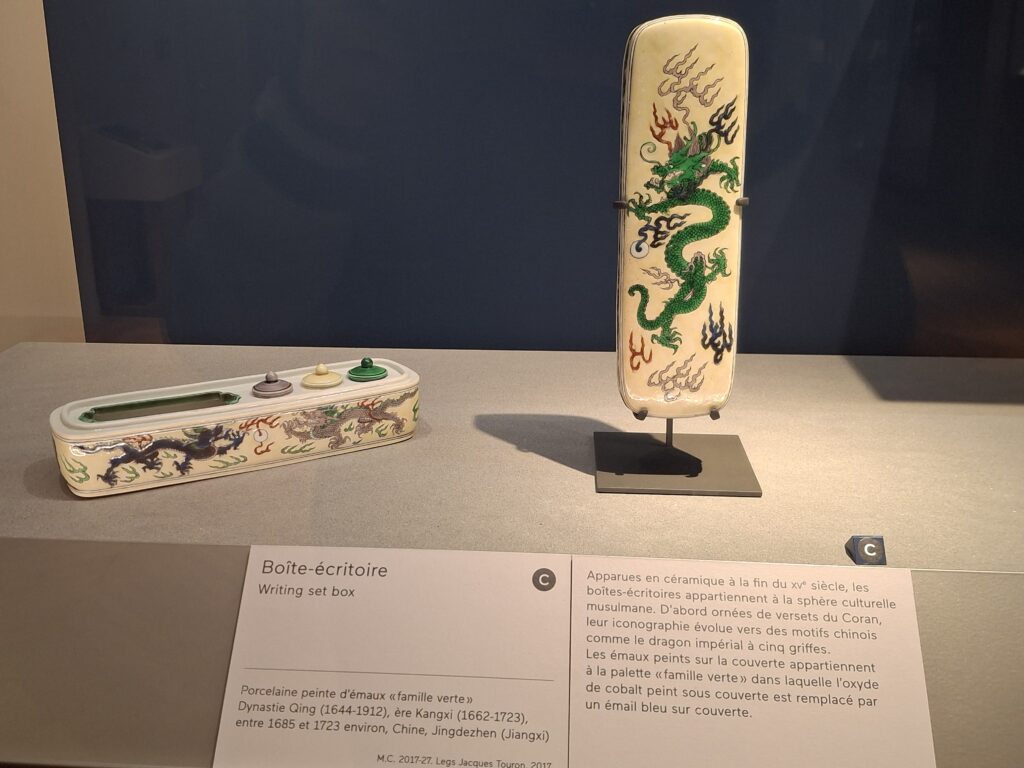 Boîte-écritoire
Writing set box
C
Porcelaine peinte d'émaux «famille verte»
Dynastie Qing (1644-1912), ère Kangxi (1662-1723),
entre 1685 et 1723 environ, Chine, Jingdezhen (Jiangxi)
M.C. 2017-27. Legs Jacques Touron, 2017
C
Apparues en céramique à la fin du XVe siècle, les
boîtes-écritoires appartiennent à la sphère culturelle
musulmane. D'abord ornées de versets du Coran,
leur iconographie évolue vers des motifs chinois
comme le dragon impérial à cinq griffes.
Les émaux peints sur la couverte appartiennent
à la palette «famille verte» dans laquelle l'oxyde
de cobalt peint sous couverte est remplacé par
un émail bleu sur couverte.